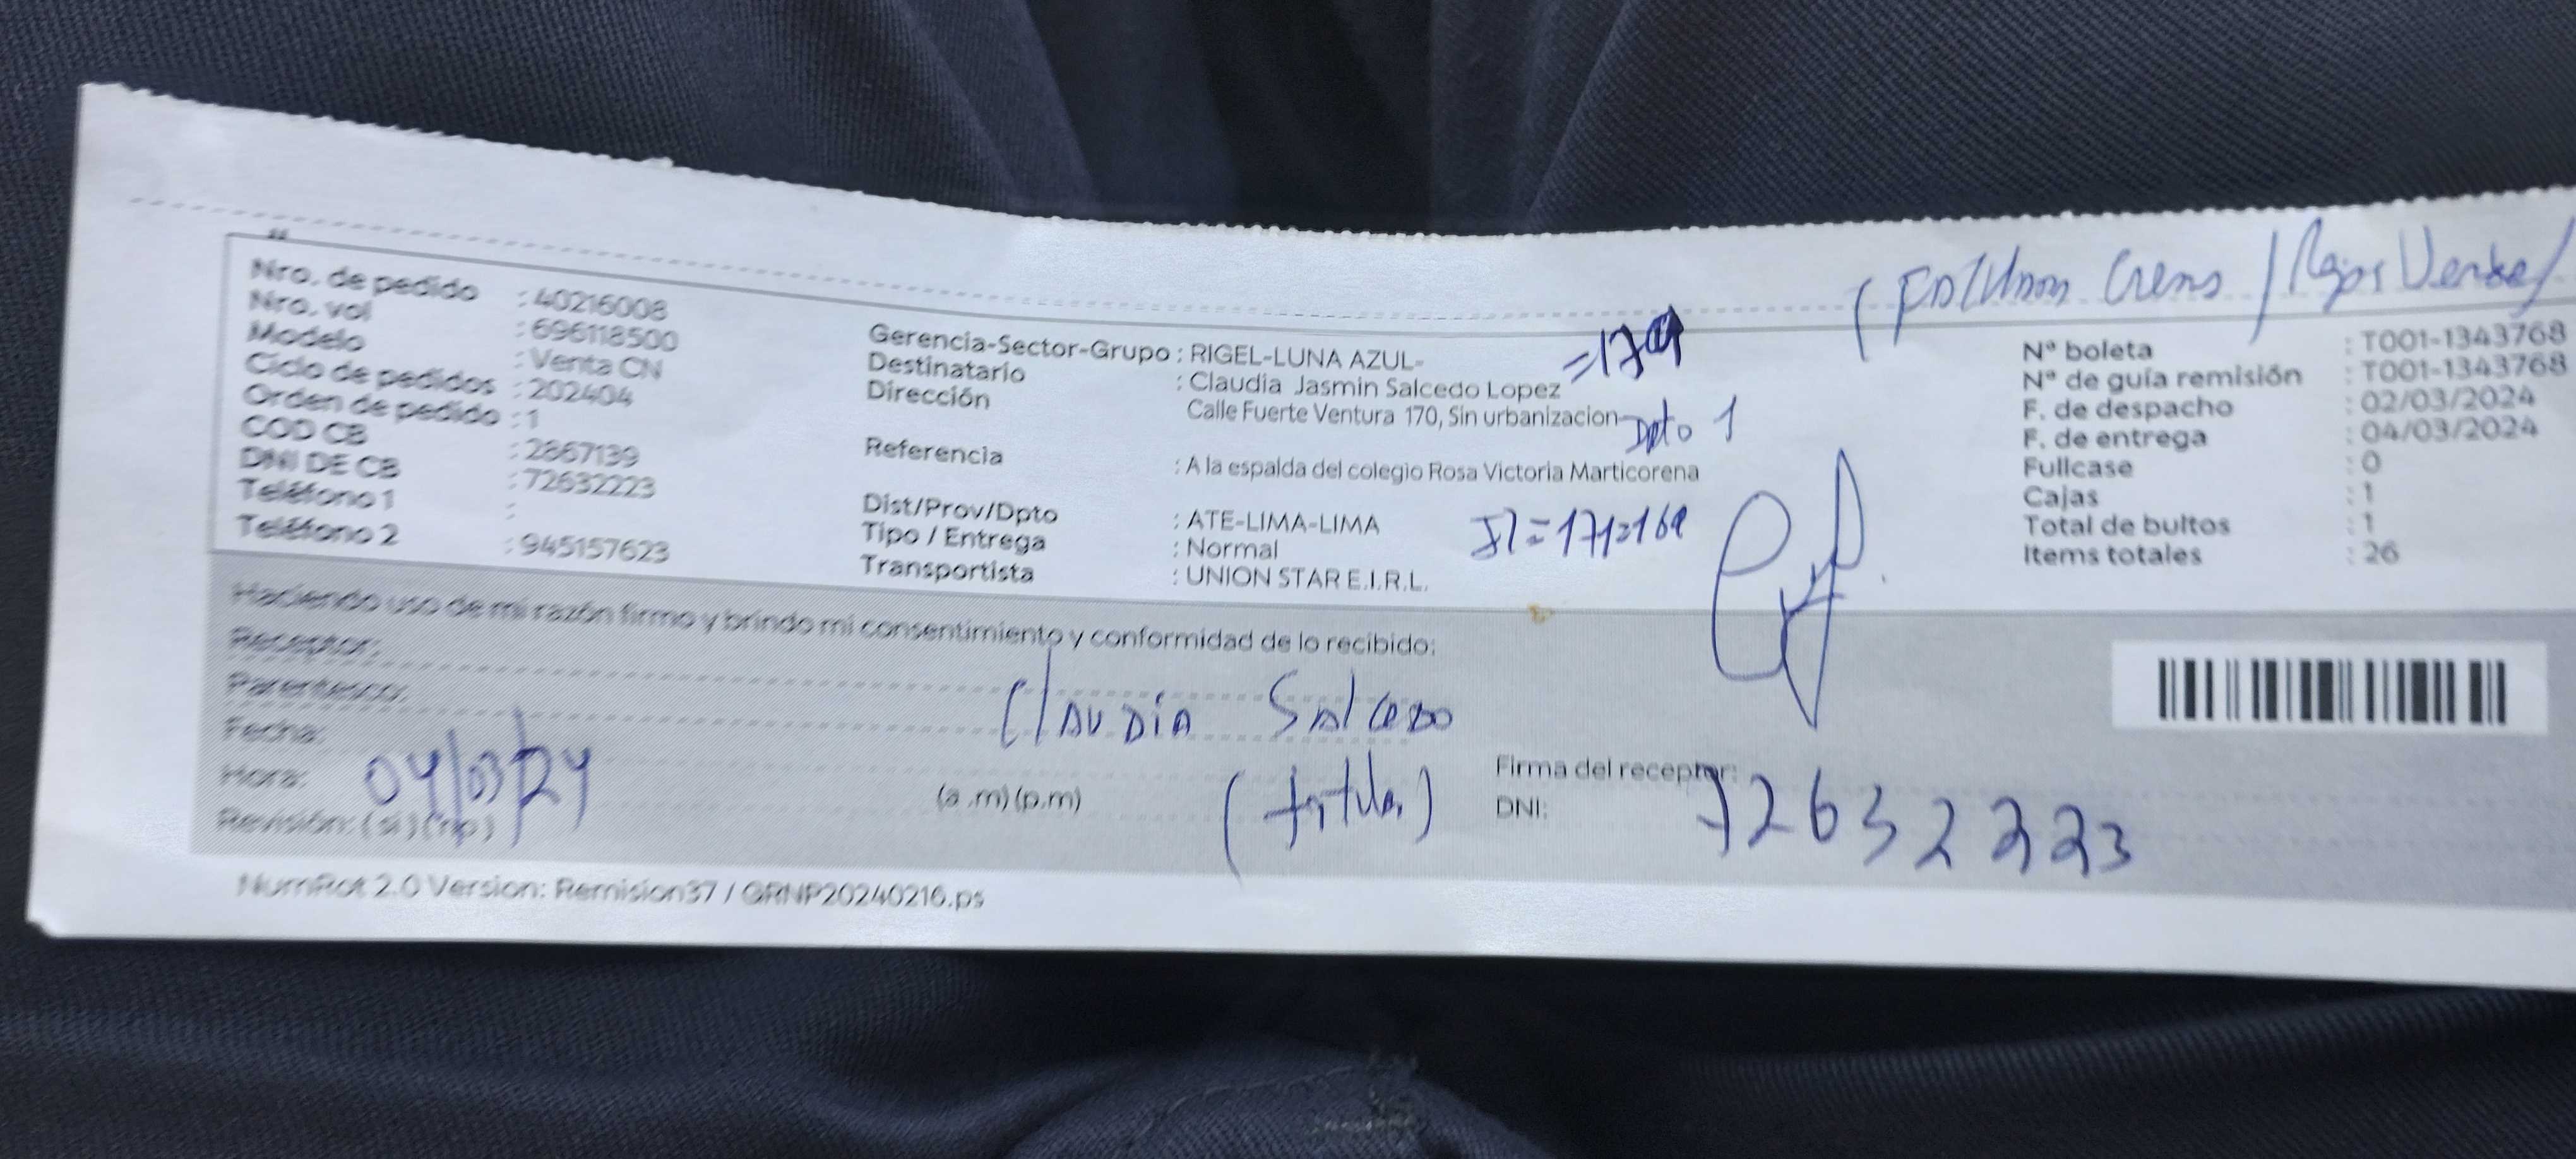 Nro. de pedido : 40216008
Nro. vol : 696118500
Modelo : Venta CN
Ciclo de pedidos : 202404
Orden de pedido : 1
COD CB : 2867139
DNI DE CB : 72632223
Teléfono 1 :
Teléfono 2 : 945157623
Gerencia-Sector-Grupo : RIGEL-LUNA AZUL-
Destinatario : Claudia Jasmin Salcedo Lopez
Dirección Calle Fuerte Ventura 170, Sin urbanizacion
Dpto 1
Referencia : A la espalda del colegio Rosa Victoria Marticorena
Dist/Prov/Dpto : ATE-LIMA-LIMA
Tipo / Entrega : Normal
Transportista : UNION STAR E.I.R.L.
Nº boleta : T001-1343768
Nº de guía remisión : T001-1343768
F. de despacho : 02/03/2024
F. de entrega : 04/03/2024
Fullcase : 0
Cajas : 1
Total de bultos : 1
Items totales : 26
Haciendo uso de mi razón firmo y brindo mi consentimiento y conformidad de lo recibido:
Receptor:
Claudia Salcedo
Parentesco:
Fecha: 04/03/24
Hora: (a .m) (p.m)
Revisión: (si) (no)
Firma del receptor:
DNI: 72632223
NumRot 2.0 Version: Remision37 / GRNP20240216.ps